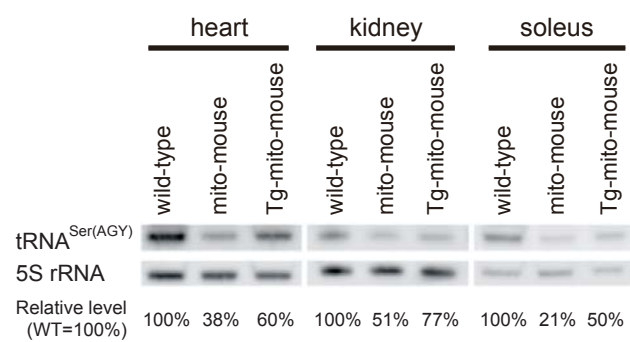 heart kidney soleus
wild-type mito-mouse Tg-mito-mouse wild-type mito-mouse Tg-mito-mouse wild-type mito-mouse Tg-mito-mouse
tRNA^Ser(AGY)
5S rRNA
Relative level
(WT=100%) 100% 38% 60% 100% 51% 77% 100% 21% 50%